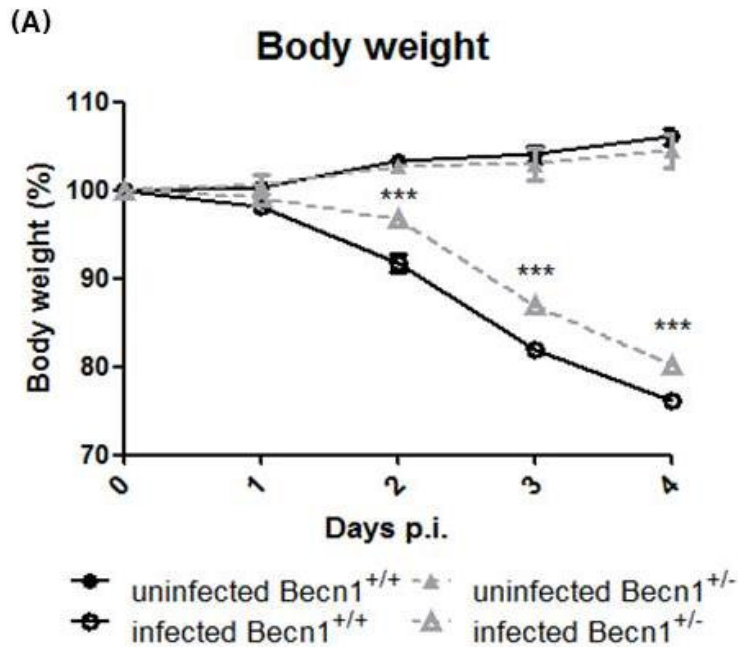 (A)
Body weight
110
100
90
80
70
Body weight (%)
***
***
***
0 1 2 3 4
Days p.i.
uninfected Becn1+/+ uninfected Becn1+/-
infected Becn1+/+ infected Becn1+/-